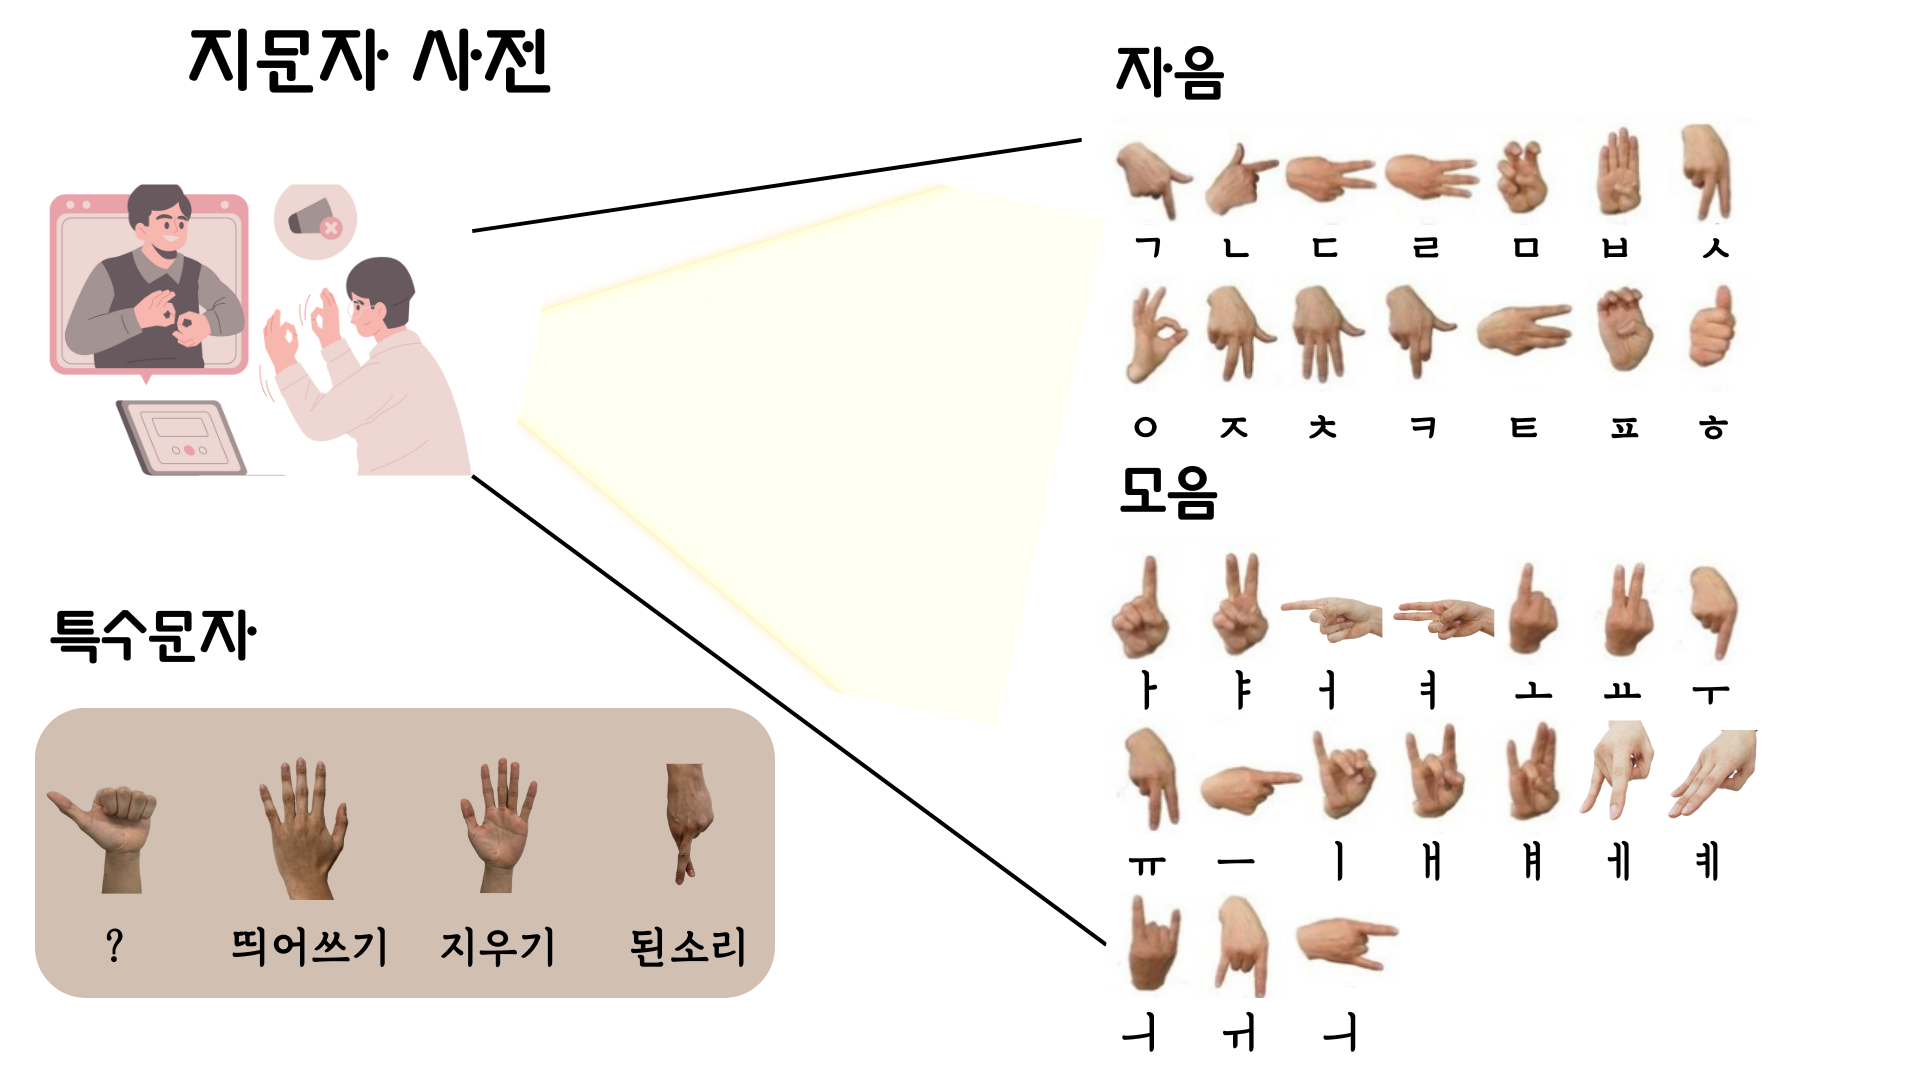 지문자 사전
자음
ㄱ ㄴ ㄷ ㄹ ㅁ ㅂ ㅅ
ㅇ ㅈ ㅊ ㅋ ㅌ ㅍ ㅎ
모음
ㅏ ㅑ ㅓ ㅕ ㅗ ㅛ ㅜ
ㅠ ㅡ ㅣ ㅐ ㅒ ㅔ ㅖ
ㅢ ㅟ ㅢ
특수문자
? 띄어쓰기 지우기 된소리